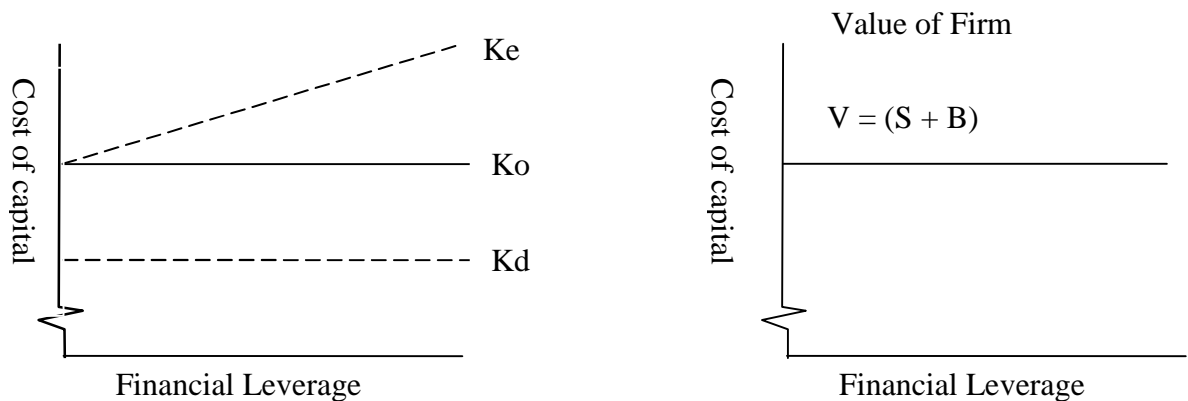 Cost of capital
Ke
Ko
Kd
Financial Leverage
Value of Firm
Cost of capital
V = (S + B)
Financial Leverage